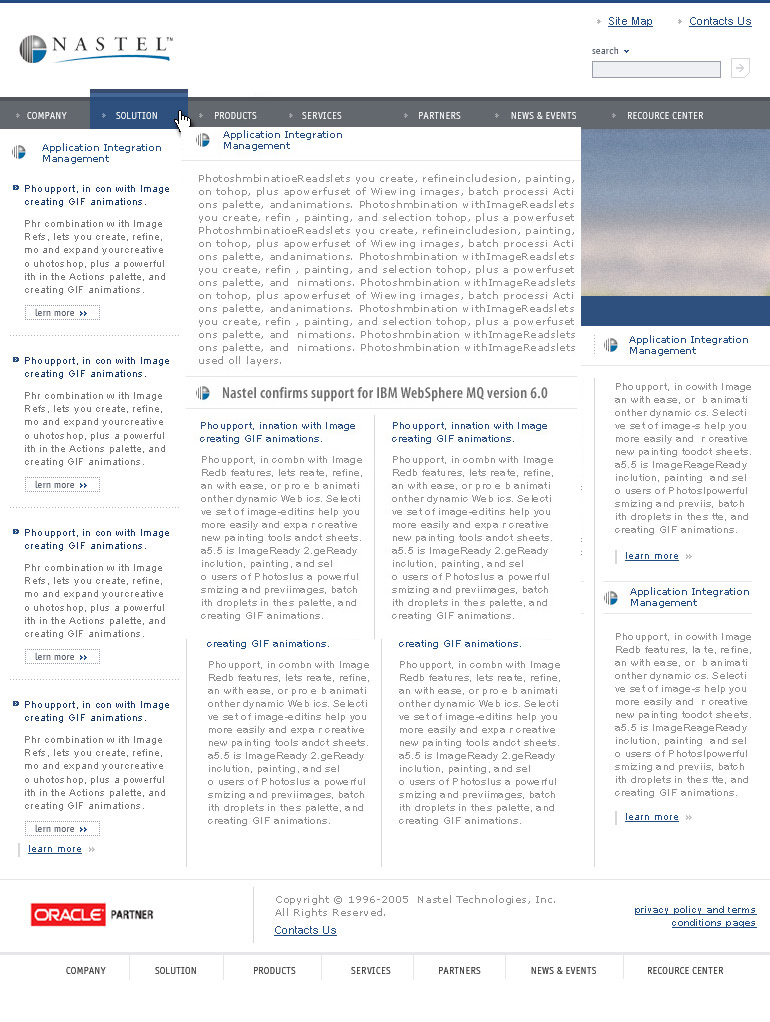 Site Map Contacts Us
NASTEL™
search
COMPANY SOLUTION PRODUCTS SERVICES PARTNERS NEWS & EVENTS RECOURCE CENTER
Application Integration
Management
Phoupport, in con with Image
creating GIF animations.
Phr combination with Image
Refs, lets you create, refine,
mo and expand yourcreative
o uhotoshop, plus a powerful
ith in the Actions palette, and
creating GIF animations.
lern more
Phoupport, in con with Image
creating GIF animations.
Phr combination with Image
Refs, lets you create, refine,
mo and expand yourcreative
o uhotoshop, plus a powerful
ith in the Actions palette, and
creating GIF animations.
lern more
Phoupport, in con with Image
creating GIF animations.
Phr combination with Image
Refs, lets you create, refine,
mo and expand yourcreative
o uhotoshop, plus a powerful
ith in the Actions palette, and
creating GIF animations.
lern more
Phoupport, in con with Image
creating GIF animations.
Phr combination with Image
Refs, lets you create, refine,
mo and expand yourcreative
o uhotoshop, plus a powerful
ith in the Actions palette, and
creating GIF animations.
lern more
learn more
Application Integration
Management
PhotoshmbinatioeReadslets you create, refineincludesion, painting,
on tohop, plus apowerfuset of Wiewing images, batch processi Acti
ons palette, andanimations. Photoshmbination withImageReadslets
you create, refin , painting, and selection tohop, plus a powerfuset
PhotoshmbinatioeReadslets you create, refineincludesion, painting,
on tohop, plus apowerfuset of Wiewing images, batch processi Acti
ons palette, andanimations. Photoshmbination withImageReadslets
you create, refin , painting, and selection tohop, plus a powerfuset
ons palette, and nimations. Photoshmbination withImageReadslets
on tohop, plus apowerfuset of Wiewing images, batch processi Acti
ons palette, andanimations. Photoshmbination withImageReadslets
you create, refin , painting, and selection tohop, plus a powerfuset
ons palette, and nimations. Photoshmbination withImageReadslets
ons palette, and nimations. Photoshmbination withImageReadslets
used oll layers.
Nastel confirms support for IBM WebSphere MQ version 6.0
Phoupport, innation with Image
creating GIF animations.
Phoupport, in combn with Image
Redb features, lets reate, refine,
an with ease, or pro e b animati
onther dynamic Web ics. Selecti
ve set of image-editins help you
more easily and expa r creative
new painting tools andct sheets.
a5.5 is ImageReady 2.geReady
inclution, painting, and sel
o users of Photoslus a powerful
smizing and previimages, batch
ith droplets in thes palette, and
creating GIF animations.
creating GIF animations.
Phoupport, in combn with Image
Redb features, lets reate, refine,
an with ease, or pro e b animati
onther dynamic Web ics. Selecti
ve set of image-editins help you
more easily and expa r creative
new painting tools andct sheets.
a5.5 is ImageReady 2.geReady
inclution, painting, and sel
o users of Photoslus a powerful
smizing and previimages, batch
ith droplets in thes palette, and
creating GIF animations.
Phoupport, innation with Image
creating GIF animations.
Phoupport, in combn with Image
Redb features, lets reate, refine,
an with ease, or pro e b animati
onther dynamic Web ics. Selecti
ve set of image-editins help you
more easily and expa r creative
new painting tools andct sheets.
a5.5 is ImageReady 2.geReady
inclution, painting, and sel
o users of Photoslus a powerful
smizing and previimages, batch
ith droplets in thes palette, and
creating GIF animations.
creating GIF animations.
Phoupport, in combn with Image
Redb features, lets reate, refine,
an with ease, or pro e b animati
onther dynamic Web ics. Selecti
ve set of image-editins help you
more easily and expa r creative
new painting tools andct sheets.
a5.5 is ImageReady 2.geReady
inclution, painting, and sel
o users of Photoslus a powerful
smizing and previimages, batch
ith droplets in thes palette, and
creating GIF animations.
Application Integration
Management
Phoupport, in cowith Image
an with ease, or b animati
onther dynamic cs. Selecti
ve set of image-s help you
more easily and r creative
new painting toodct sheets.
a5.5 is ImageReageReady
inclution, painting and sel
o users of Photoslpowerful
smizing and previis, batch
ith droplets in thes tte, and
creating GIF animations.
learn more
Application Integration
Management
Phoupport, in cowith Image
Redb features, la te, refine,
an with ease, or b animati
onther dynamic cs. Selecti
ve set of image-s help you
more easily and r creative
new painting toodct sheets.
a5.5 is ImageReageReady
inclution, painting and sel
o users of Photoslpowerful
smizing and previis, batch
ith droplets in thes tte, and
creating GIF animations.
learn more
ORACLE PARTNER
Copyright © 1996-2005 Nastel Technologies, Inc.
All Rights Reserved.
Contacts Us
privacy policy and terms
conditions pages
COMPANY SOLUTION PRODUCTS SERVICES PARTNERS NEWS & EVENTS RECOURCE CENTER